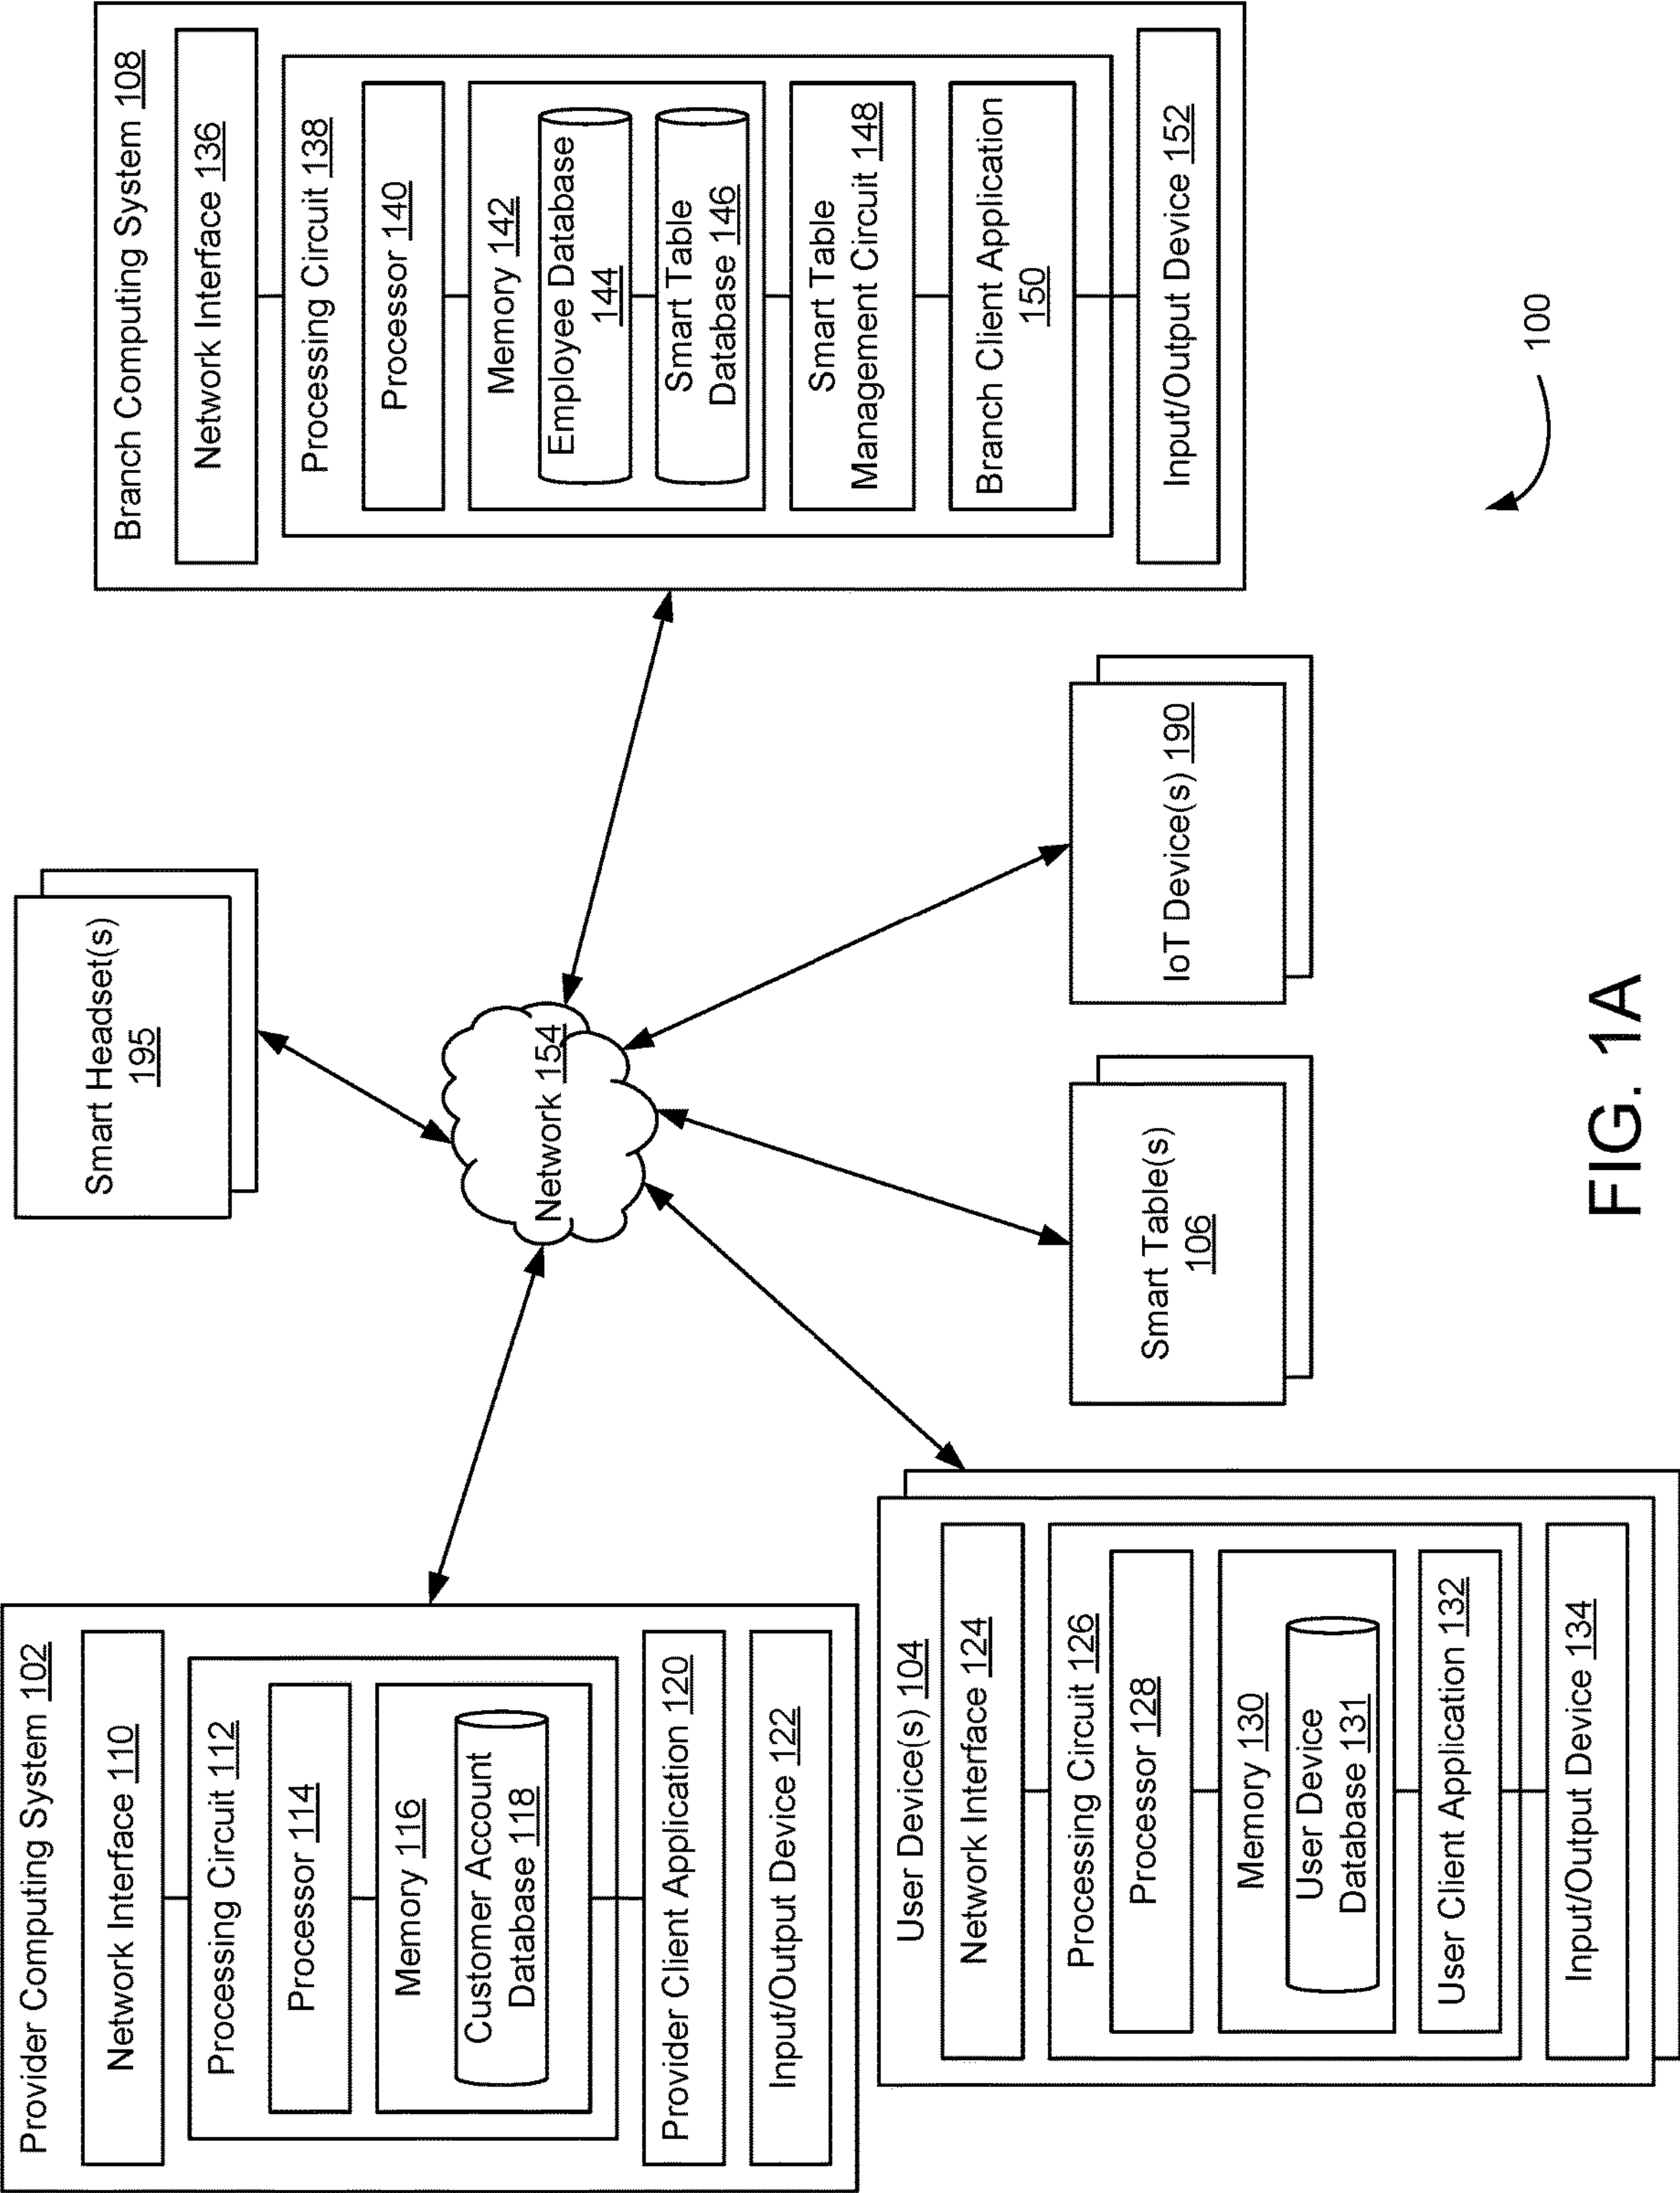 Provider Computing System 102
Network Interface 110
Processing Circuit 112
Processor 114
Memory 116
Customer Account
Database 118
Provider Client Application 120
Input/Output Device 122
Smart Headset(s)
195
Branch Computing System 108
Network Interface 136
Processing Circuit 138
Processor 140
Memory 142
Employee Database
144
Smart Table
Database 146
Smart Table
Management Circuit 148
Branch Client Application
150
Input/Output Device 152
Network 154
User Device(s) 104
Network Interface 124
Processing Circuit 126
Processor 128
Memory 130
User Device
Database 131
User Client Application 132
Input/Output Device 134
Smart Table(s)
106
IoT Device(s) 190
100
FIG. 1A